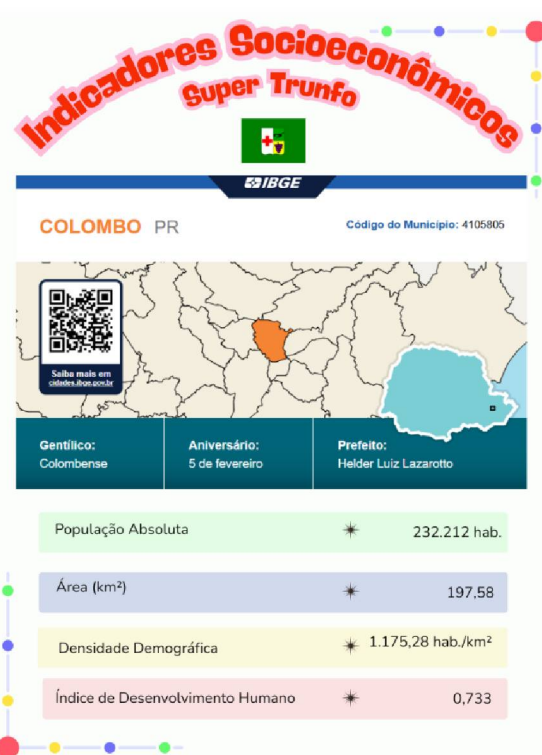 Indicadores Socioeconômicos
Super Trunfo
IBGE
COLOMBO PR
Código do Município: 4105805
Saiba mais em
cidades.ibge.gov.br
Gentílico:
Colombense
Aniversário:
5 de fevereiro
Prefeito:
Helder Luiz Lazarotto
População Absoluta 232.212 hab.
Área (km²) 197,58
Densidade Demográfica 1.175,28 hab./km²
Índice de Desenvolvimento Humano 0,733